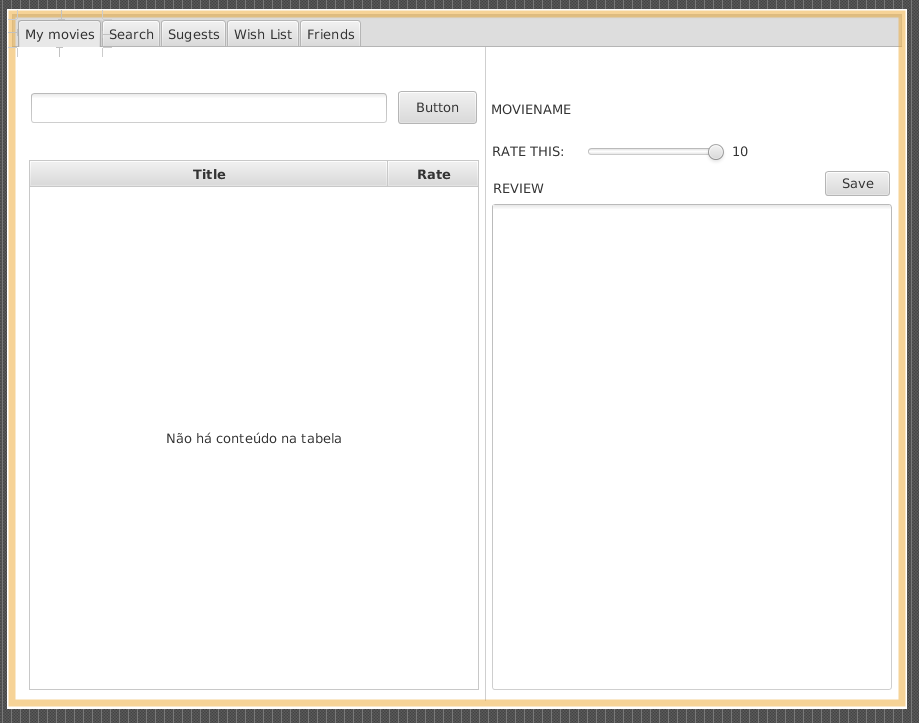 My movies Search Sugests Wish List Friends
Button
Title Rate
Não há conteúdo na tabela
MOVIENAME
RATE THIS: 10
REVIEW Save